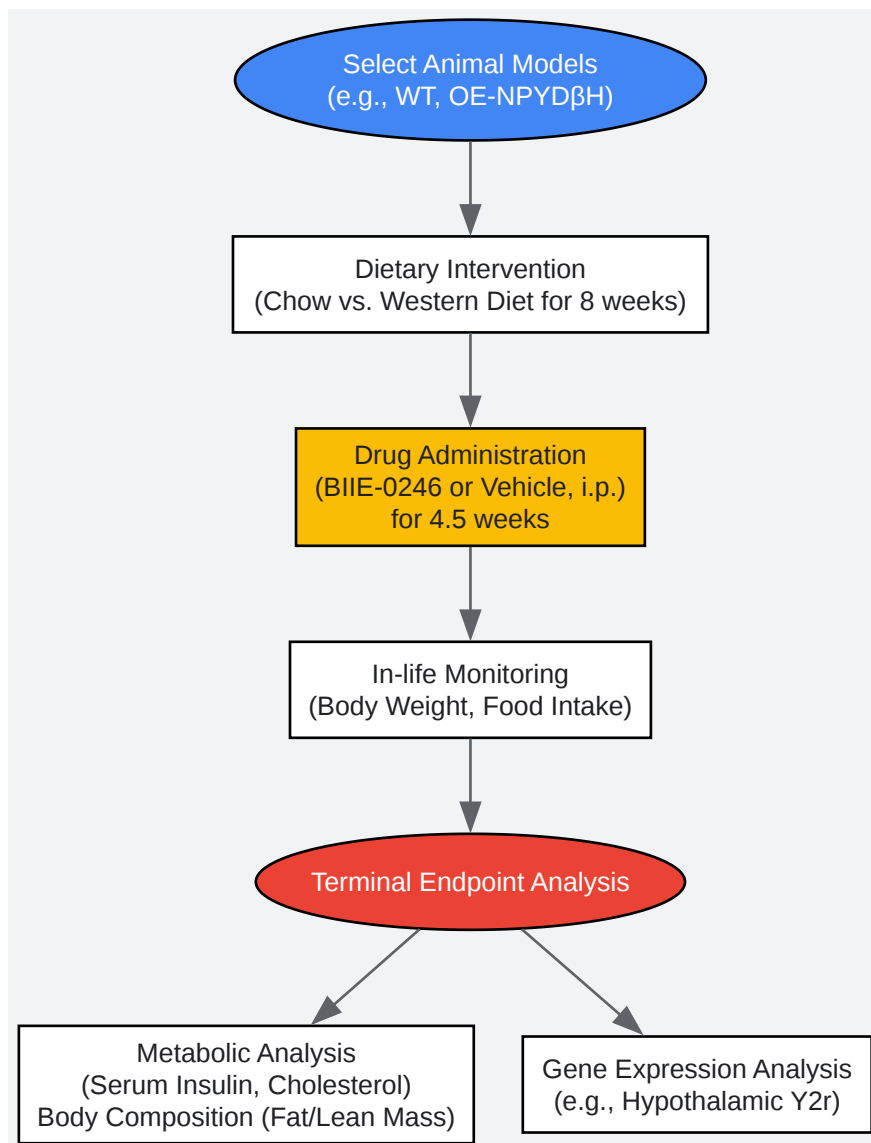 Select Animal Models
(e.g., WT, OE-NPYDβH)
Dietary Intervention
(Chow vs. Western Diet for 8 weeks)
Drug Administration
(BIIE-0246 or Vehicle, i.p.)
for 4.5 weeks
In-life Monitoring
(Body Weight, Food Intake)
Terminal Endpoint Analysis
Metabolic Analysis
(Serum Insulin, Cholesterol)
Body Composition (Fat/Lean Mass)
Gene Expression Analysis
(e.g., Hypothalamic Y2r)